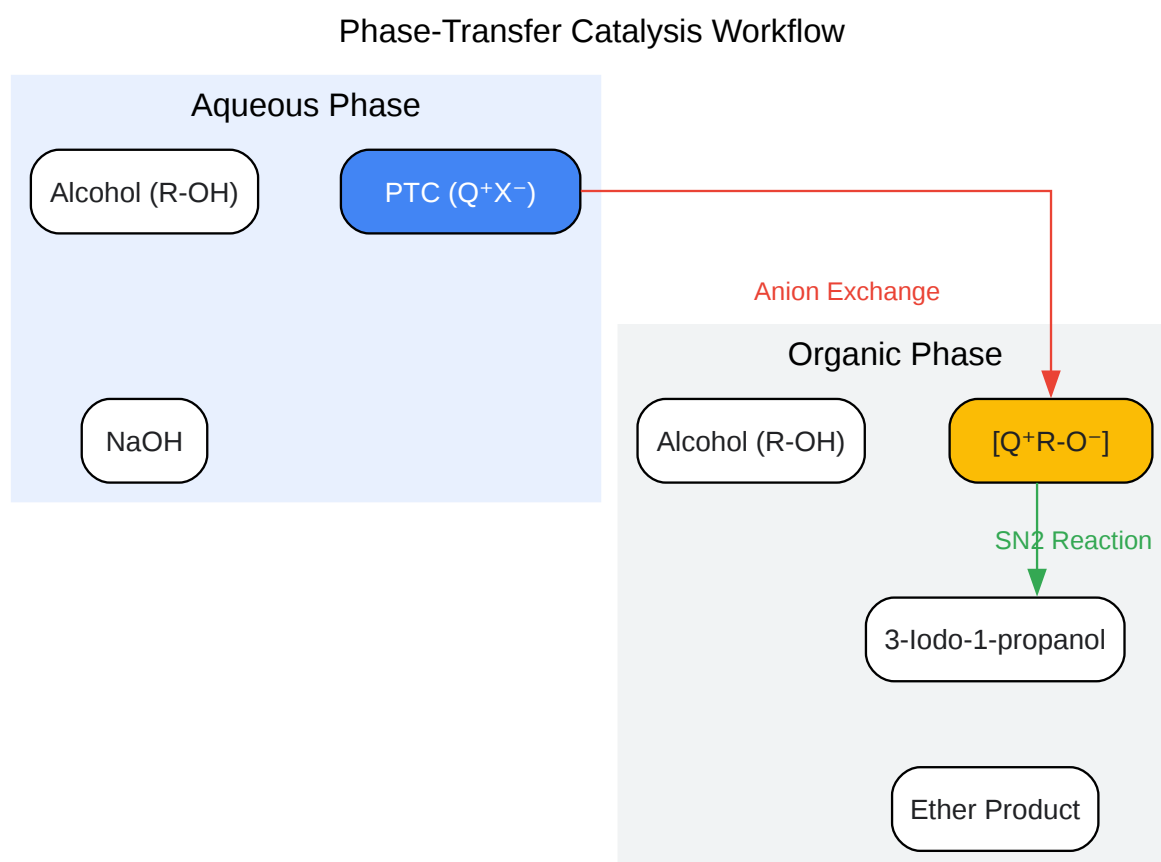 Phase-Transfer Catalysis Workflow
Aqueous Phase
Alcohol (R-OH)
PTC (Q⁺X⁻)
Anion Exchange
NaOH
Organic Phase
Alcohol (R-OH)
[Q⁺R-O⁻]
SN2 Reaction
3-Iodo-1-propanol
Ether Product